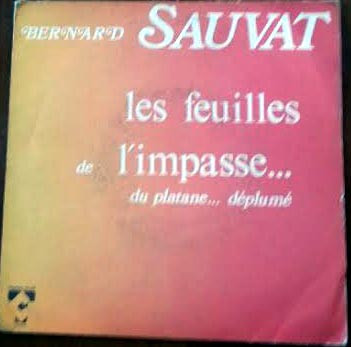 BERNARD SAUVAT
les feuilles
de l'impasse...
du platane... déplumé